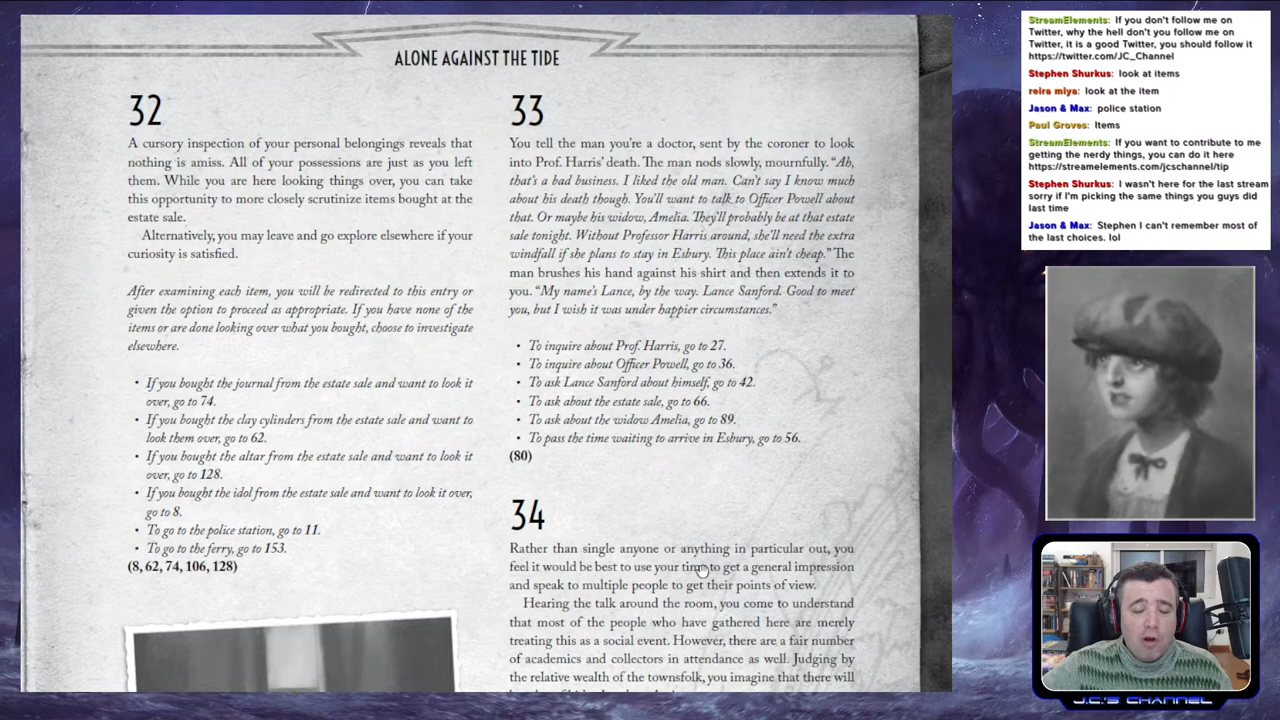 ALONE AGAINST THE TIDE
32
A cursory inspection of your personal belongings reveals that
nothing is amiss. All of your possessions are just as you left
them. While you are here looking things over, you can take
this opportunity to more closely scrutinize items bought at the
estate sale.
Alternatively, you may leave and go explore elsewhere if your
curiosity is satisfied.
After examining each item, you will be redirected to this entry or
given the option to proceed as appropriate. If you have none of the
items or are done looking over what you bought, choose to investigate
elsewhere.
• If you bought the journal from the estate sale and want to look it
over, go to 74.
• If you bought the clay cylinders from the estate sale and want to
look them over, go to 62.
• If you bought the altar from the estate sale and want to look it
over, go to 128.
• If you bought the idol from the estate sale and want to look it over,
go to 8.
• To go to the police station, go to 11.
• To go to the ferry, go to 153.
(8, 62, 74, 106, 128)
33
You tell the man you're a doctor, sent by the coroner to look
into Prof. Harris' death. The man nods slowly, mournfully. "Ah,
that's a bad business. I liked the old man. Can't say I know much
about his death though. You'll want to talk to Officer Powell about
that. Or maybe his widow, Amelia. They'll probably be at that estate
sale tonight. Without Professor Harris around, she'll need the extra
windfall if she plans to stay in Esbury. This place ain't cheap." The
man brushes his hand against his shirt and then extends it to
you. "My name's Lance, by the way. Lance Sanford. Good to meet
you, but I wish it was under happier circumstances."
• To inquire about Prof. Harris, go to 27.
• To inquire about Officer Powell, go to 36.
• To ask Lance Sanford about himself, go to 42.
• To ask about the estate sale, go to 66.
• To ask about the widow Amelia, go to 89.
• To pass the time waiting to arrive in Esbury, go to 56.
(80)
34
Rather than single anyone or anything in particular out, you
feel it would be best to use your time to get a general impression
and speak to multiple people to get their points of view.
Hearing the talk around the room, you come to understand
that most of the people who have gathered here are merely
treating this as a social event. However, there are a fair number
of academics and collectors in attendance as well. Judging by
the relative wealth of the townsfolk, you imagine that there will
StreamElements: If you don't follow me on
Twitter, why the hell don't you follow me on
Twitter, it is a good Twitter, you should follow it
https://twitter.com/JC_Channel
Stephen Shurkus: look at items
reira miya: look at the item
Jason & Max: police station
Paul Groves: Items
StreamElements: If you want to contribute to me
getting the nerdy things, you can do it here
https://streamelements.com/jcschannel/tip
Stephen Shurkus: I wasn't here for the last stream
sorry if I'm picking the same things you guys did
last time
Jason & Max: Stephen I can't remember most of
the last choices. lol
J.C.'S CHANNEL